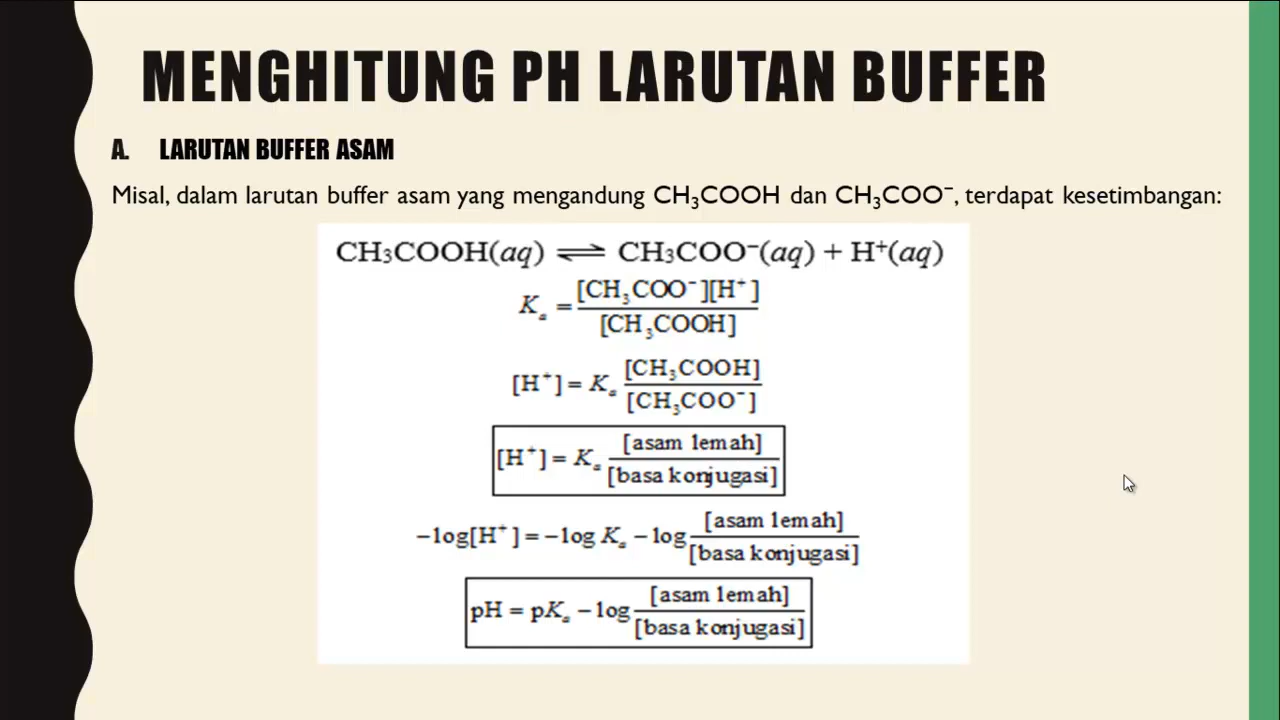 MENGHITUNG PH LARUTAN BUFFER
A. LARUTAN BUFFER ASAM
Misal, dalam larutan buffer asam yang mengandung CH₃COOH dan CH₃COO⁻, terdapat kesetimbangan:
CH₃COOH(aq) ⇌ CH₃COO⁻(aq) + H⁺(aq)
Kₐ = [CH₃COO⁻][H⁺] / [CH₃COOH]
[H⁺] = Kₐ [CH₃COOH] / [CH₃COO⁻]
[H⁺] = Kₐ [asam lemah] / [basa konjugasi]
−log[H⁺] = −log Kₐ − log [asam lemah] / [basa konjugasi]
pH = pKₐ − log [asam lemah] / [basa konjugasi]